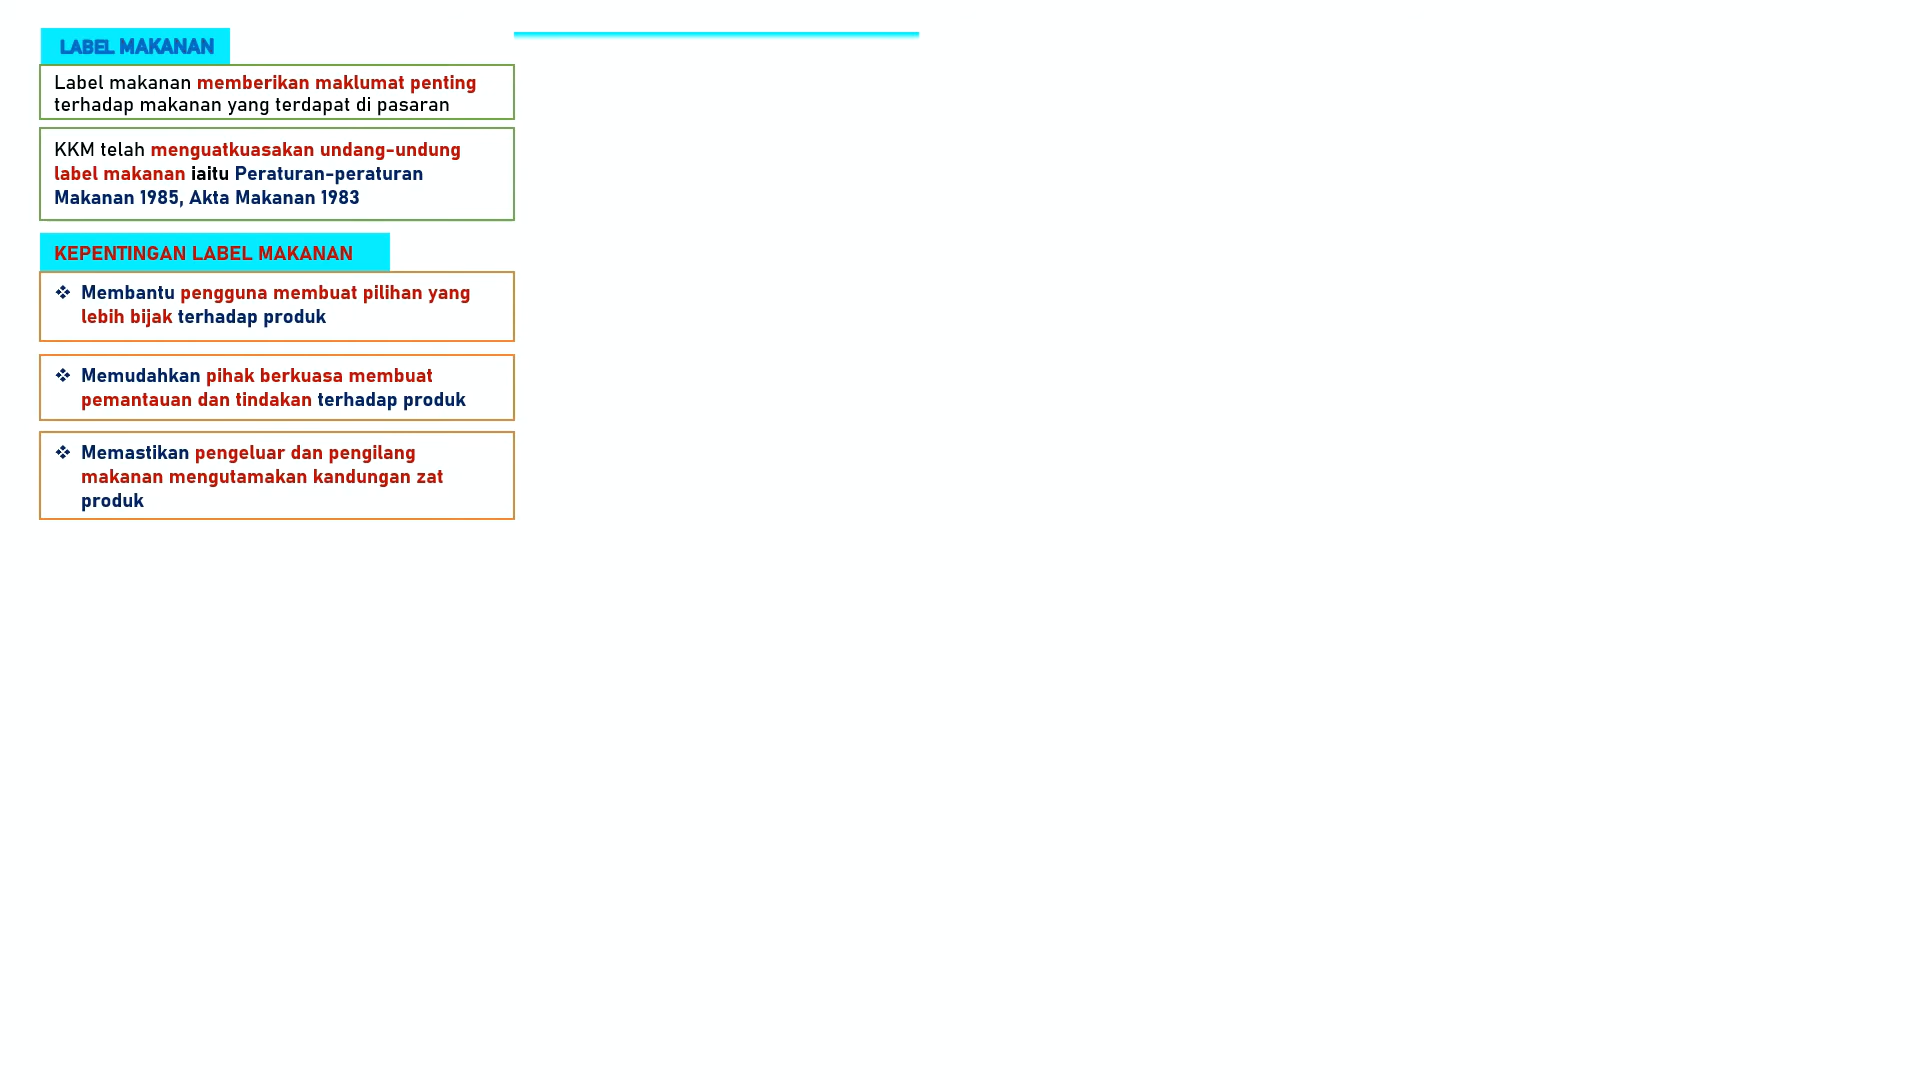 LABEL MAKANAN
Label makanan memberikan maklumat penting
terhadap makanan yang terdapat di pasaran
KKM telah menguatkuasakan undang-undung
label makanan iaitu Peraturan-peraturan
Makanan 1985, Akta Makanan 1983
KEPENTINGAN LABEL MAKANAN
❖ Membantu pengguna membuat pilihan yang
lebih bijak terhadap produk
❖ Memudahkan pihak berkuasa membuat
pemantauan dan tindakan terhadap produk
❖ Memastikan pengeluar dan pengilang
makanan mengutamakan kandungan zat
produk